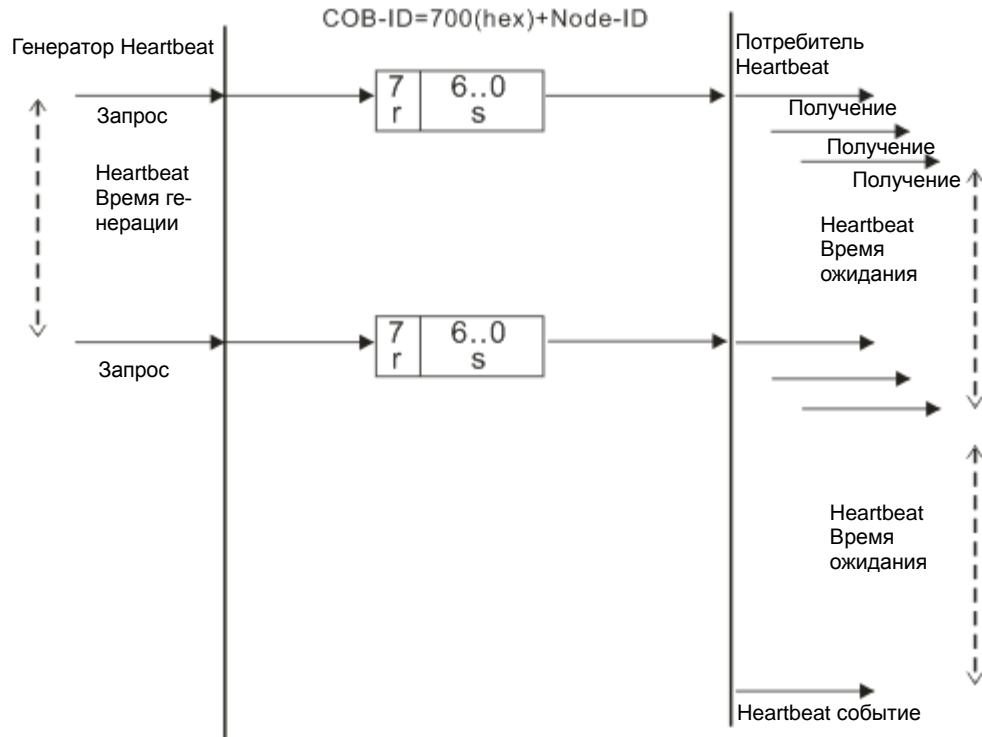 COB-ID=700(hex)+Node-ID
Генератор Heartbeat
Потребитель
Heartbeat
7
r
6..0
s
Запрос
Получение
Получение
Получение
Heartbeat
Время ге-
нерации
Heartbeat
Время
ожидания
7
r
6..0
s
Запрос
Heartbeat
Время
ожидания
Heartbeat событие